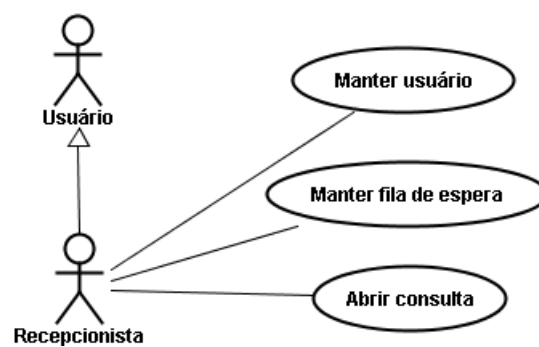 Usuário
Manter usuário
Manter fila de espera
Abrir consulta
Recepcionista